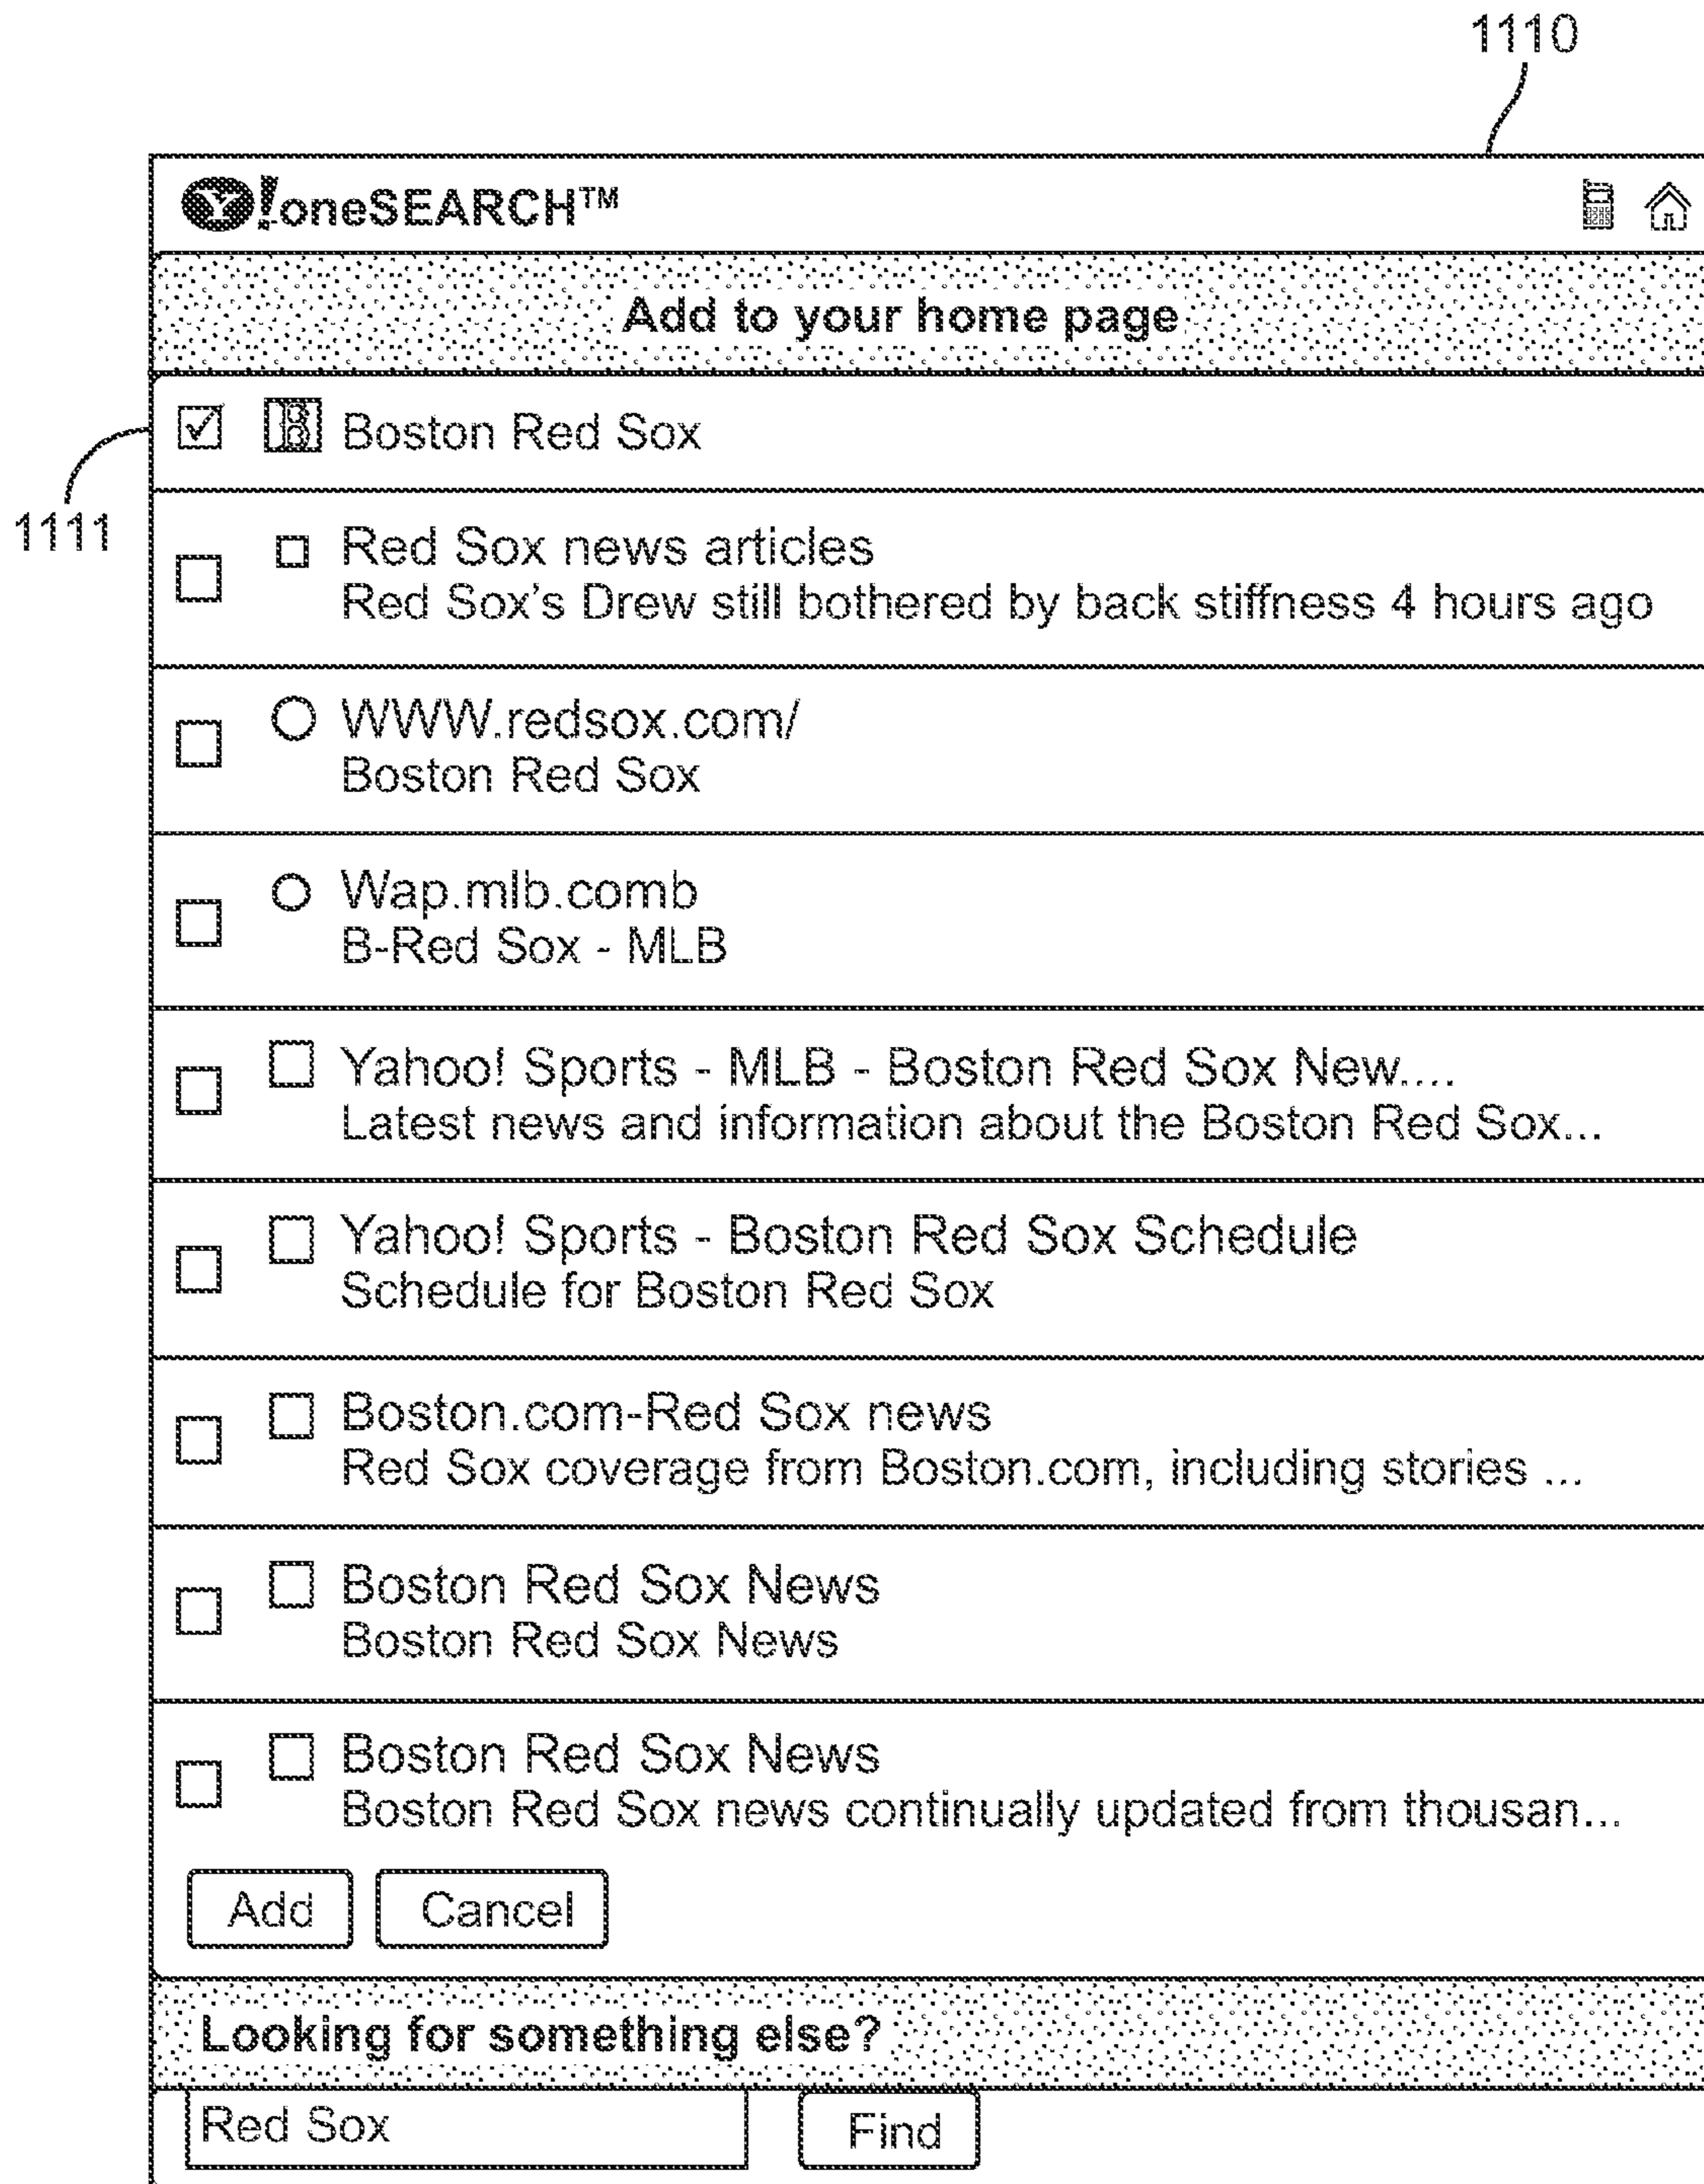 1110
Y!oneSEARCH™
Add to your home page
B Boston Red Sox
1111
Red Sox news articles
Red Sox's Drew still bothered by back stiffness 4 hours ago
WWW.redsox.com/
Boston Red Sox
Wap.mlb.comb
B-Red Sox - MLB
Yahoo! Sports - MLB - Boston Red Sox New....
Latest news and information about the Boston Red Sox...
Yahoo! Sports - Boston Red Sox Schedule
Schedule for Boston Red Sox
Boston.com-Red Sox news
Red Sox coverage from Boston.com, including stories ...
Boston Red Sox News
Boston Red Sox News
Boston Red Sox News
Boston Red Sox news continually updated from thousan...
Add Cancel
Looking for something else?
Red Sox Find